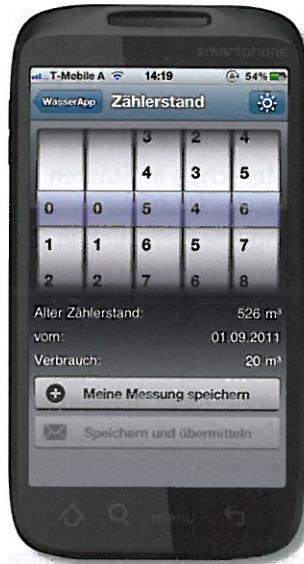 smartphone
T-Mobile A 14:19 54%
WasserApp Zählerstand
3 2 4
4 3 5
0 0 5 4 6
1 1 6 5 7
2 2 7 6 8
Alter Zählerstand: 526 m³
vom: 01.09.2011
Verbrauch: 20 m³
Meine Messung speichern
Speichern und übermitteln
menu